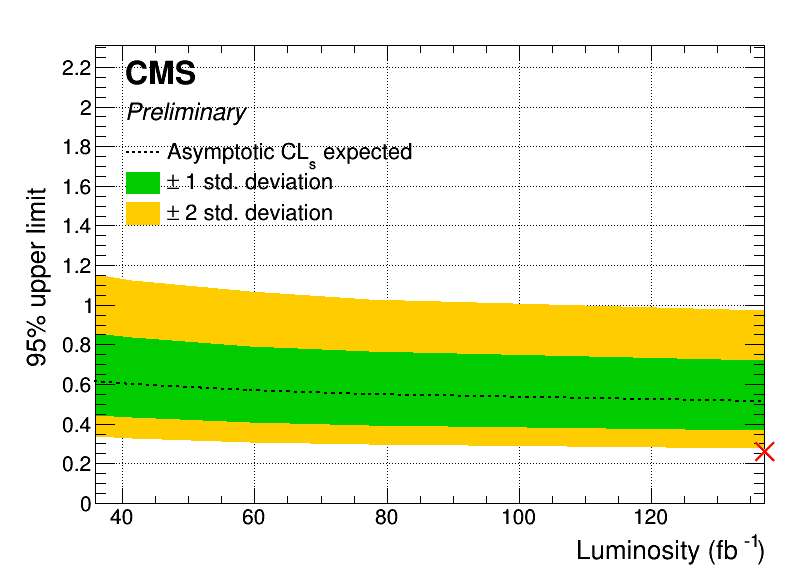 CMS
Preliminary
Asymptotic CLs expected
± 1 std. deviation
± 2 std. deviation
95% upper limit
2.2
2
1.8
1.6
1.4
1.2
1
0.8
0.6
0.4
0.2
0
40 60 80 100 120
Luminosity (fb -1)